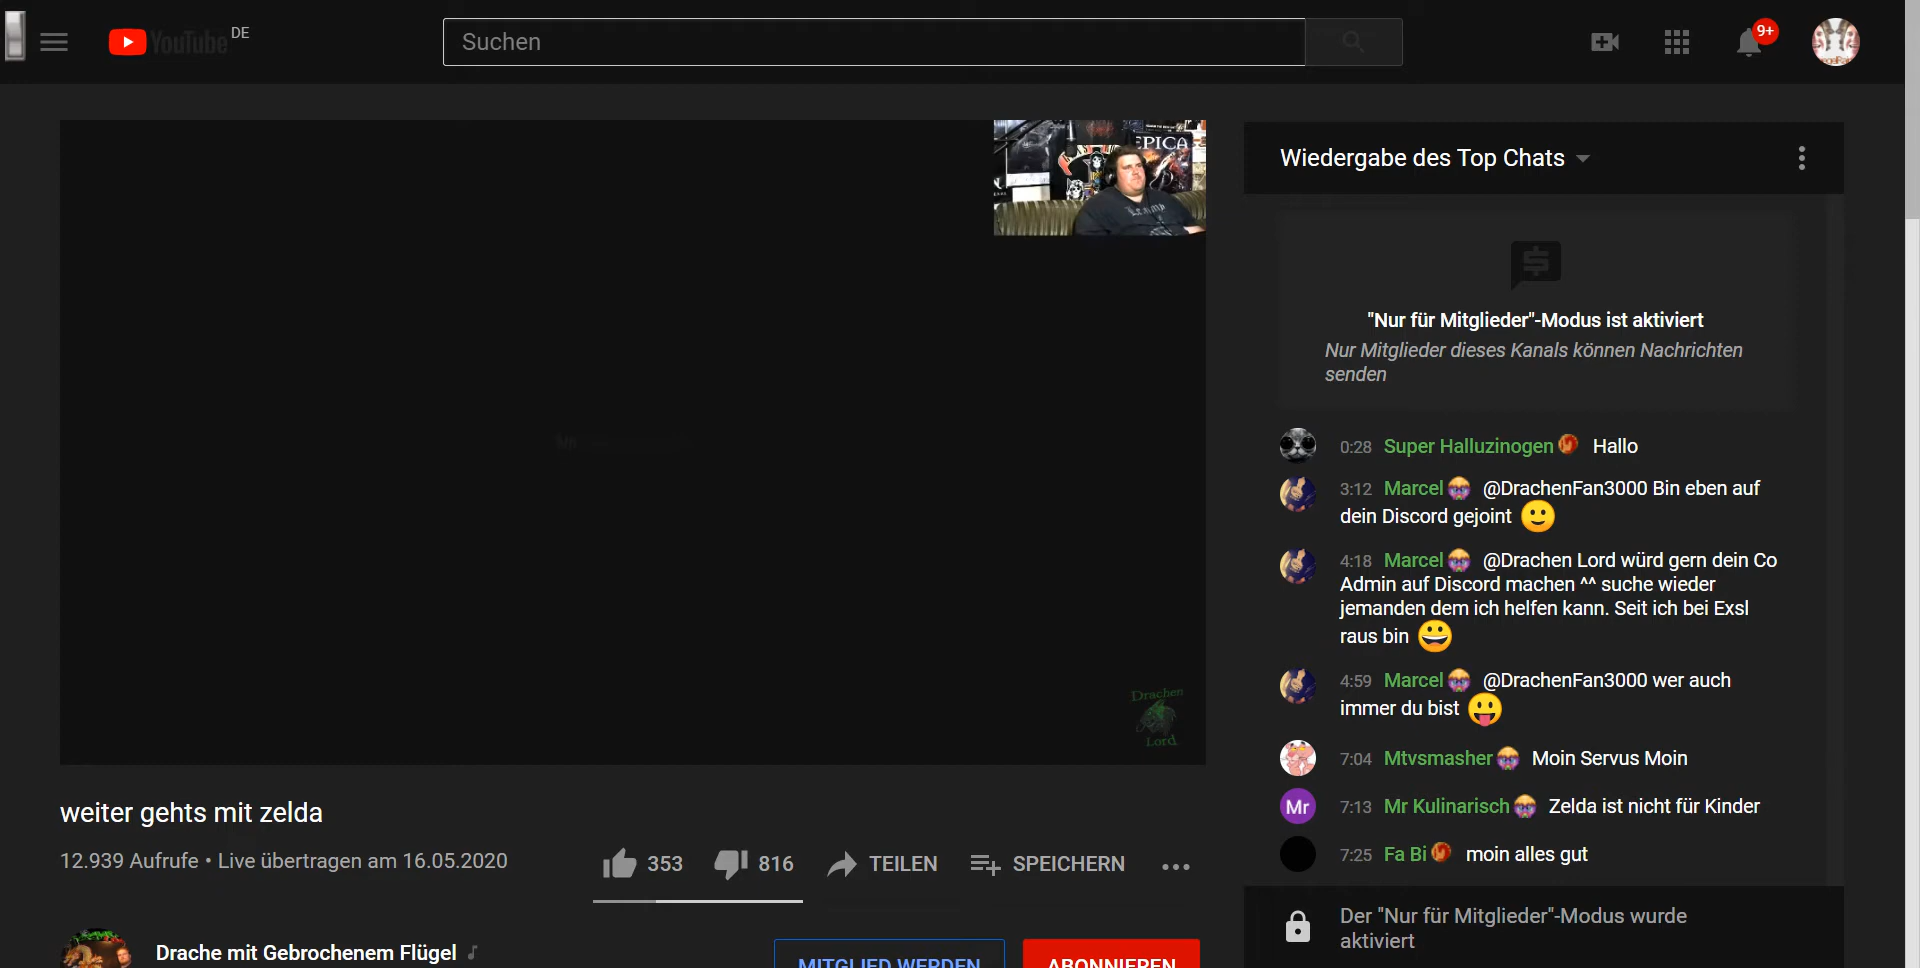 YouTube DE
Suchen
9+
EPICA
Drachen
Lord
weiter gehts mit zelda
12.939 Aufrufe • Live übertragen am 16.05.2020
353
816
TEILEN
SPEICHERN
Drache mit Gebrochenem Flügel
MITGLIED WERDEN
ABONNIEREN
Wiedergabe des Top Chats
"Nur für Mitglieder"-Modus ist aktiviert
Nur Mitglieder dieses Kanals können Nachrichten
senden
0:28 Super Halluzinogen Hallo
3:12 Marcel @DrachenFan3000 Bin eben auf
dein Discord gejoint 🙂
4:18 Marcel @Drachen Lord würd gern dein Co
Admin auf Discord machen ^^ suche wieder
jemanden dem ich helfen kann. Seit ich bei Exsl
raus bin 😀
4:59 Marcel @DrachenFan3000 wer auch
immer du bist 😛
7:04 Mtvsmasher Moin Servus Moin
Mr
7:13 Mr Kulinarisch Zelda ist nicht für Kinder
7:25 Fa Bi moin alles gut
Der "Nur für Mitglieder"-Modus wurde
aktiviert